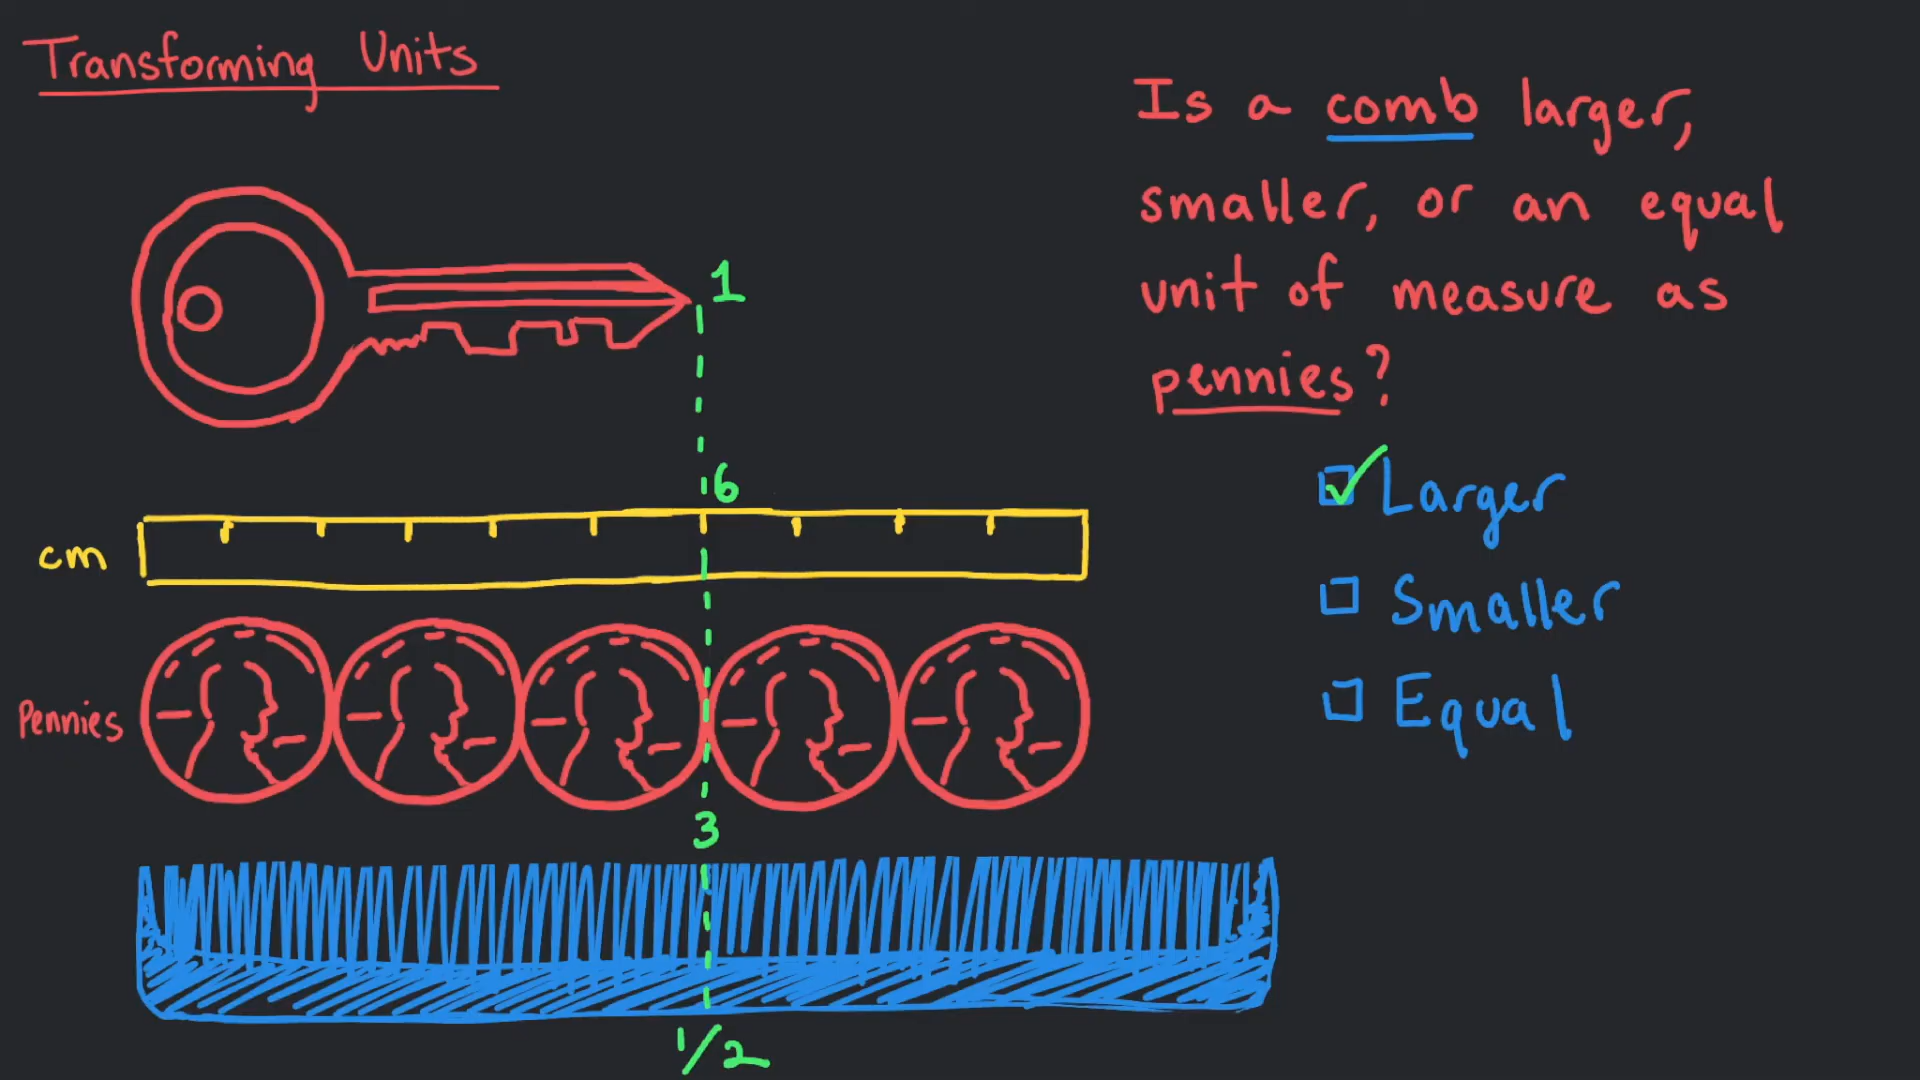 Transforming Units
Is a comb larger,
smaller, or an equal
unit of measure as
pennies?
1
6
cm
Larger
Smaller
Equal
Pennies
3
1/2